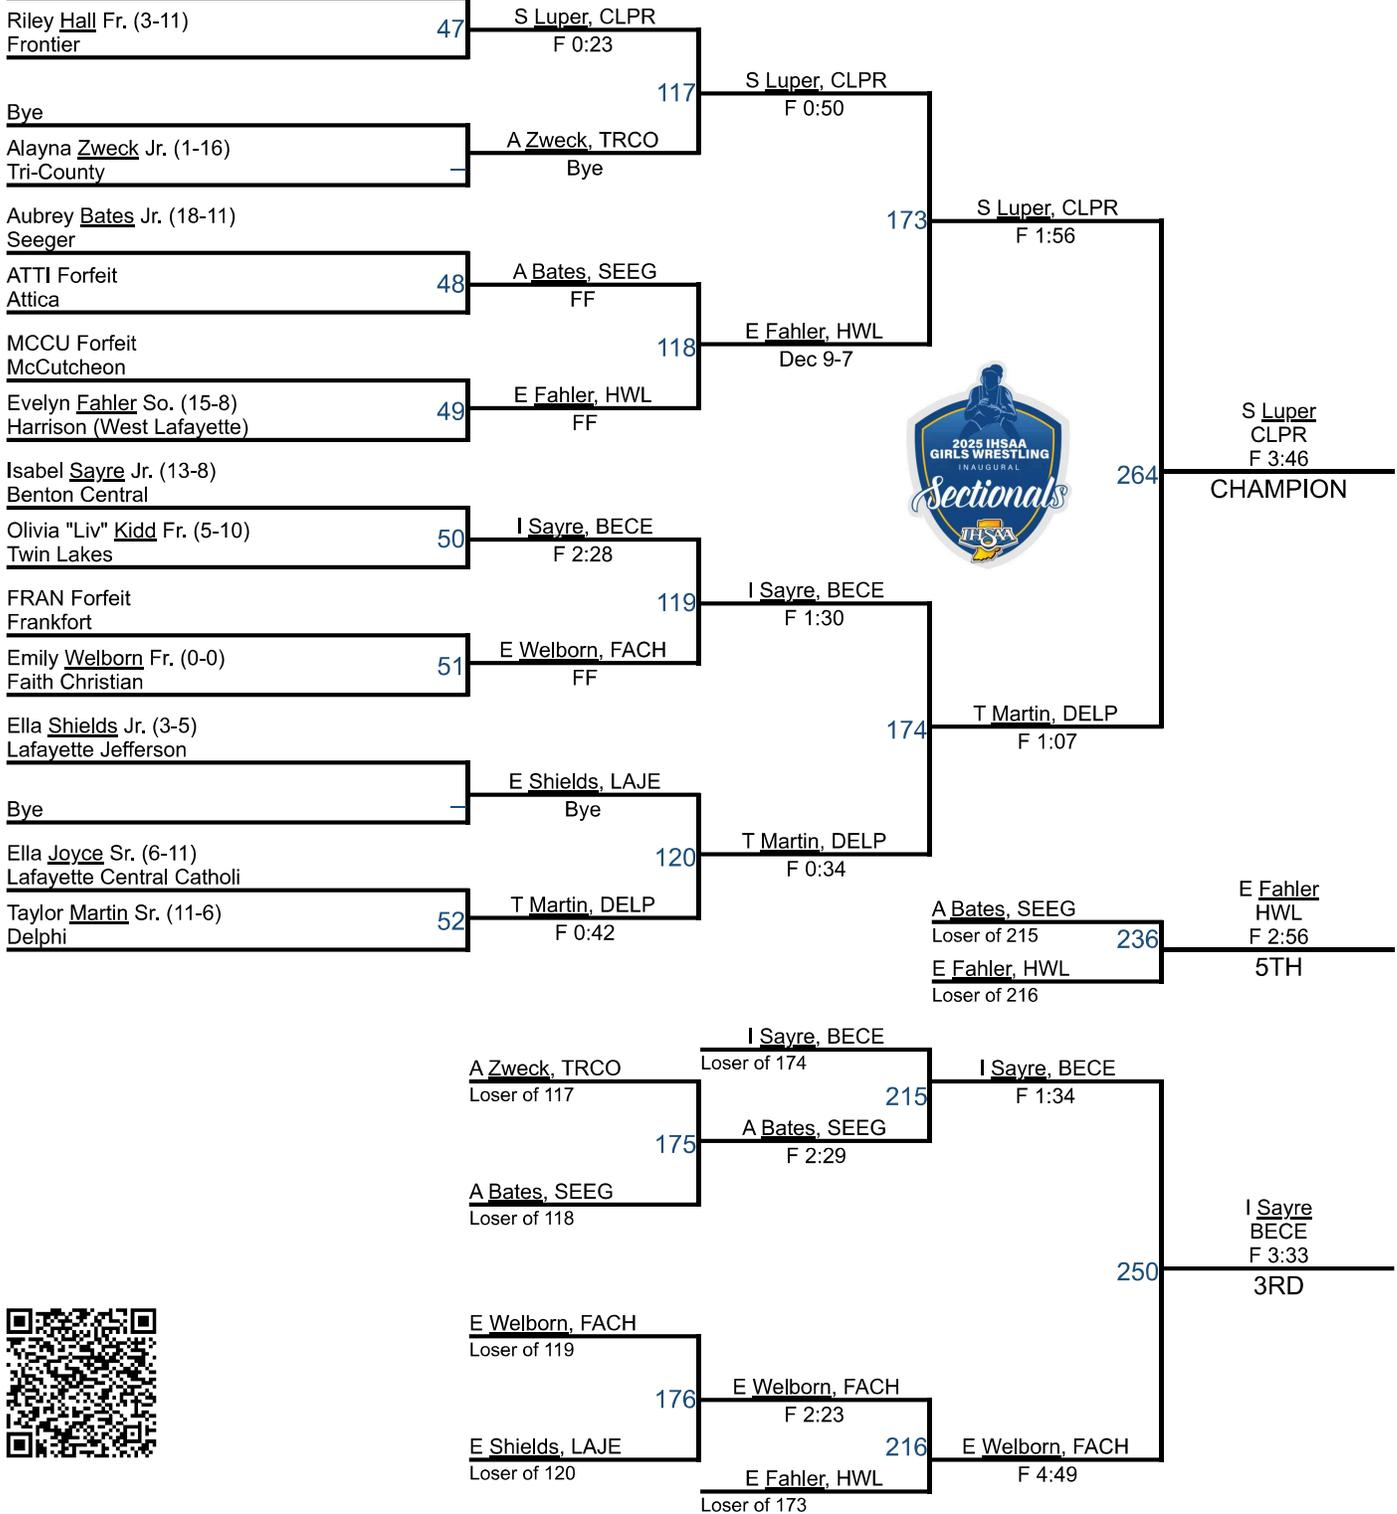 Riley Hall Fr. (3-11)
Frontier
47
S Luper, CLPR
F 0:23
117
S Luper, CLPR
F 0:50
Bye
Alayna Zweck Jr. (1-16)
Tri-County
–
A Zweck, TRCO
Bye
173
S Luper, CLPR
F 1:56
Aubrey Bates Jr. (18-11)
Seeger
ATTI Forfeit
Attica
48
A Bates, SEEG
FF
118
E Fahler, HWL
Dec 9-7
MCCU Forfeit
McCutcheon
Evelyn Fahler So. (15-8)
Harrison (West Lafayette)
49
E Fahler, HWL
FF
2025 IHSAA
GIRLS WRESTLING
INAUGURAL
Sectionals
IHSAA
264
S Luper
CLPR
F 3:46
CHAMPION
Isabel Sayre Jr. (13-8)
Benton Central
Olivia "Liv" Kidd Fr. (5-10)
Twin Lakes
50
I Sayre, BECE
F 2:28
119
I Sayre, BECE
F 1:30
FRAN Forfeit
Frankfort
Emily Welborn Fr. (0-0)
Faith Christian
51
E Welborn, FACH
FF
174
T Martin, DELP
F 1:07
Ella Shields Jr. (3-5)
Lafayette Jefferson
Bye
–
E Shields, LAJE
Bye
120
T Martin, DELP
F 0:34
Ella Joyce Sr. (6-11)
Lafayette Central Catholi
Taylor Martin Sr. (11-6)
Delphi
52
T Martin, DELP
F 0:42
A Bates, SEEG
Loser of 215
236
E Fahler, HWL
Loser of 216
E Fahler
HWL
F 2:56
5TH
I Sayre, BECE
Loser of 174
A Zweck, TRCO
Loser of 117
215
I Sayre, BECE
F 1:34
175
A Bates, SEEG
F 2:29
A Bates, SEEG
Loser of 118
250
I Sayre
BECE
F 3:33
3RD
E Welborn, FACH
Loser of 119
176
E Welborn, FACH
F 2:23
E Shields, LAJE
Loser of 120
216
E Welborn, FACH
F 4:49
E Fahler, HWL
Loser of 173